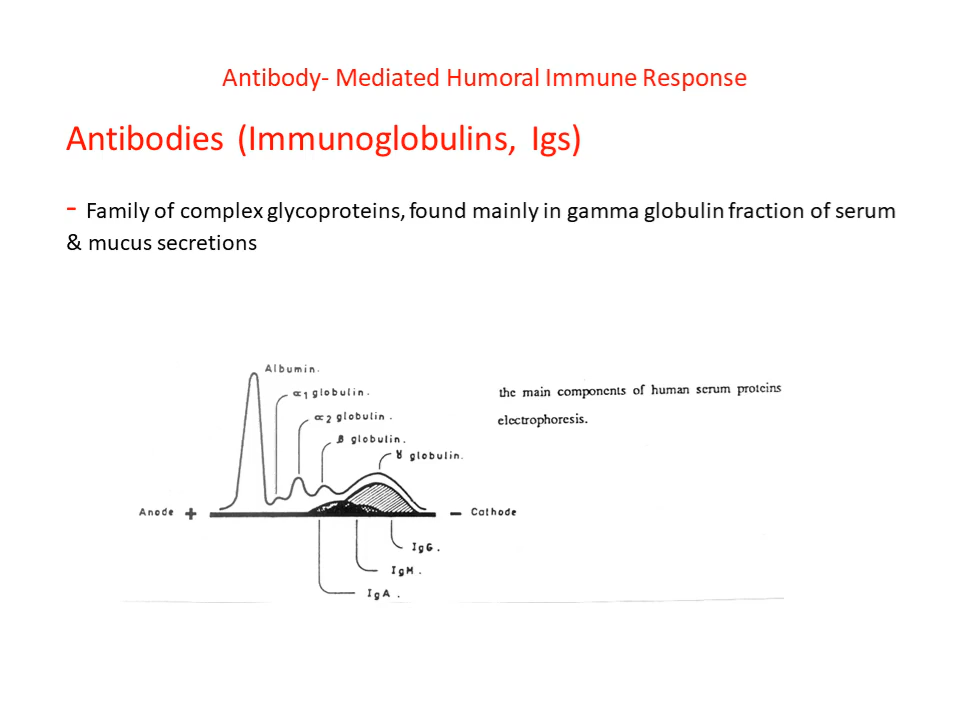 Antibody- Mediated Humoral Immune Response
Antibodies (Immunoglobulins, Igs)
- Family of complex glycoproteins, found mainly in gamma globulin fraction of serum
& mucus secretions
Albumin.
∝1 globulin.
∝2 globulin.
β globulin.
γ globulin.
the main components of human serum proteins
electrophoresis.
Anode +
- Cathode
IgG.
IgM.
IgA.